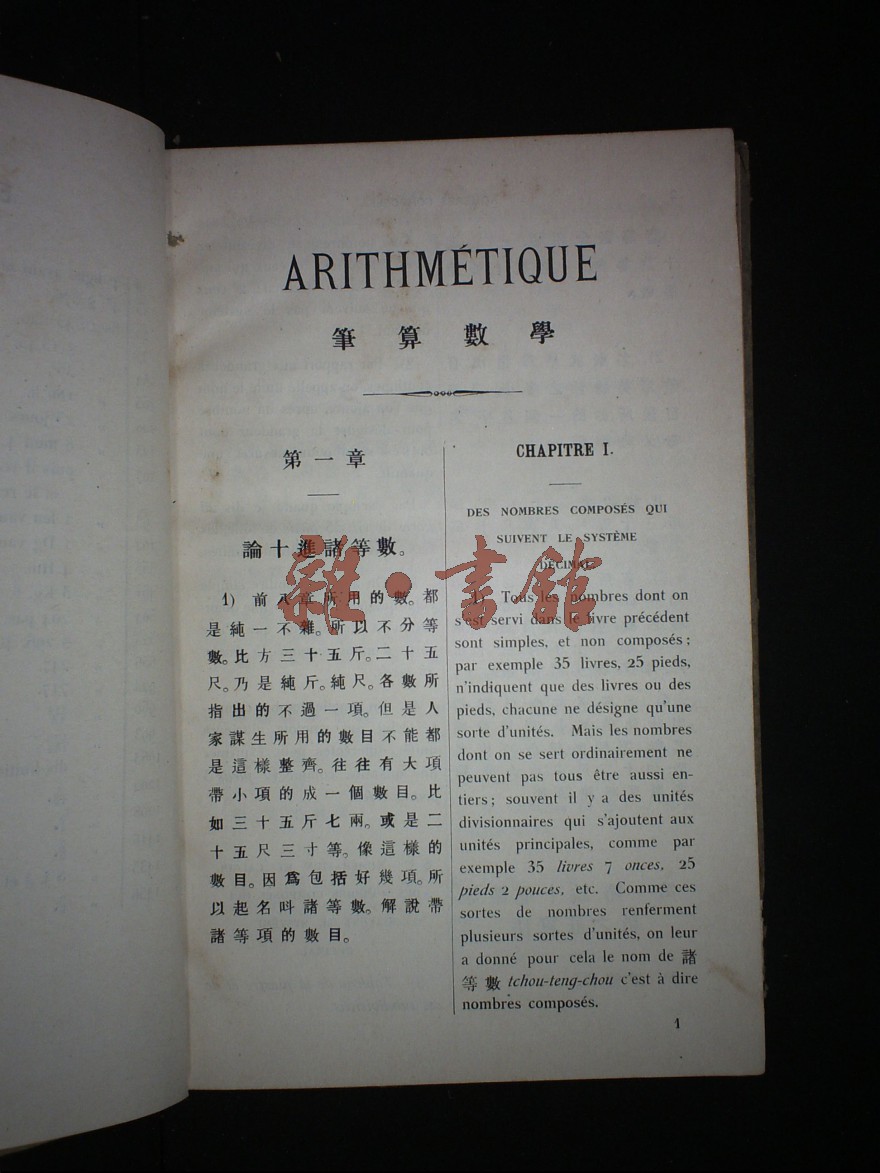 ARITHMÉTIQUE
筆算數學
第一章
論十進諸等數。
1) 前八章所用的數。都
是純一不雜。所以不分等
數。比方三十五斤。二十五
尺。乃是純斤。純尺。各數所
指出的不過一項。但是人
家謀生所用的數目不能都
是這樣整齊。往往有大項
帶小項的成一個數目。比
如三十五斤七兩。或是二
十五尺三寸等。像這樣的
數目。因爲包括好幾項。所
以起名呌諸等數。解說帶
諸等項的數目。
CHAPITRE I.
DES NOMBRES COMPOSÉS QUI
SUIVENT LE SYSTÈME
DÉCIMAL
1) Tous les nombres dont on
s'est servi dans le livre précédent
sont simples, et non composés;
par exemple 35 livres, 25 pieds,
n'indiquent que des livres ou des
pieds, chacune ne désigne qu'une
sorte d'unités. Mais les nombres
dont on se sert ordinairement ne
peuvent pas tous être aussi en-
tiers; souvent il y a des unités
divisionnaires qui s'ajoutent aux
unités principales, comme par
exemple 35 livres 7 onces, 25
pieds 2 pouces, etc. Comme ces
sortes de nombres renferment
plusieurs sortes d'unités, on leur
a donné pour cela le nom de 諸
等數 tchou-teng-chou c'est à dire
nombres composés.
1
雜·書館